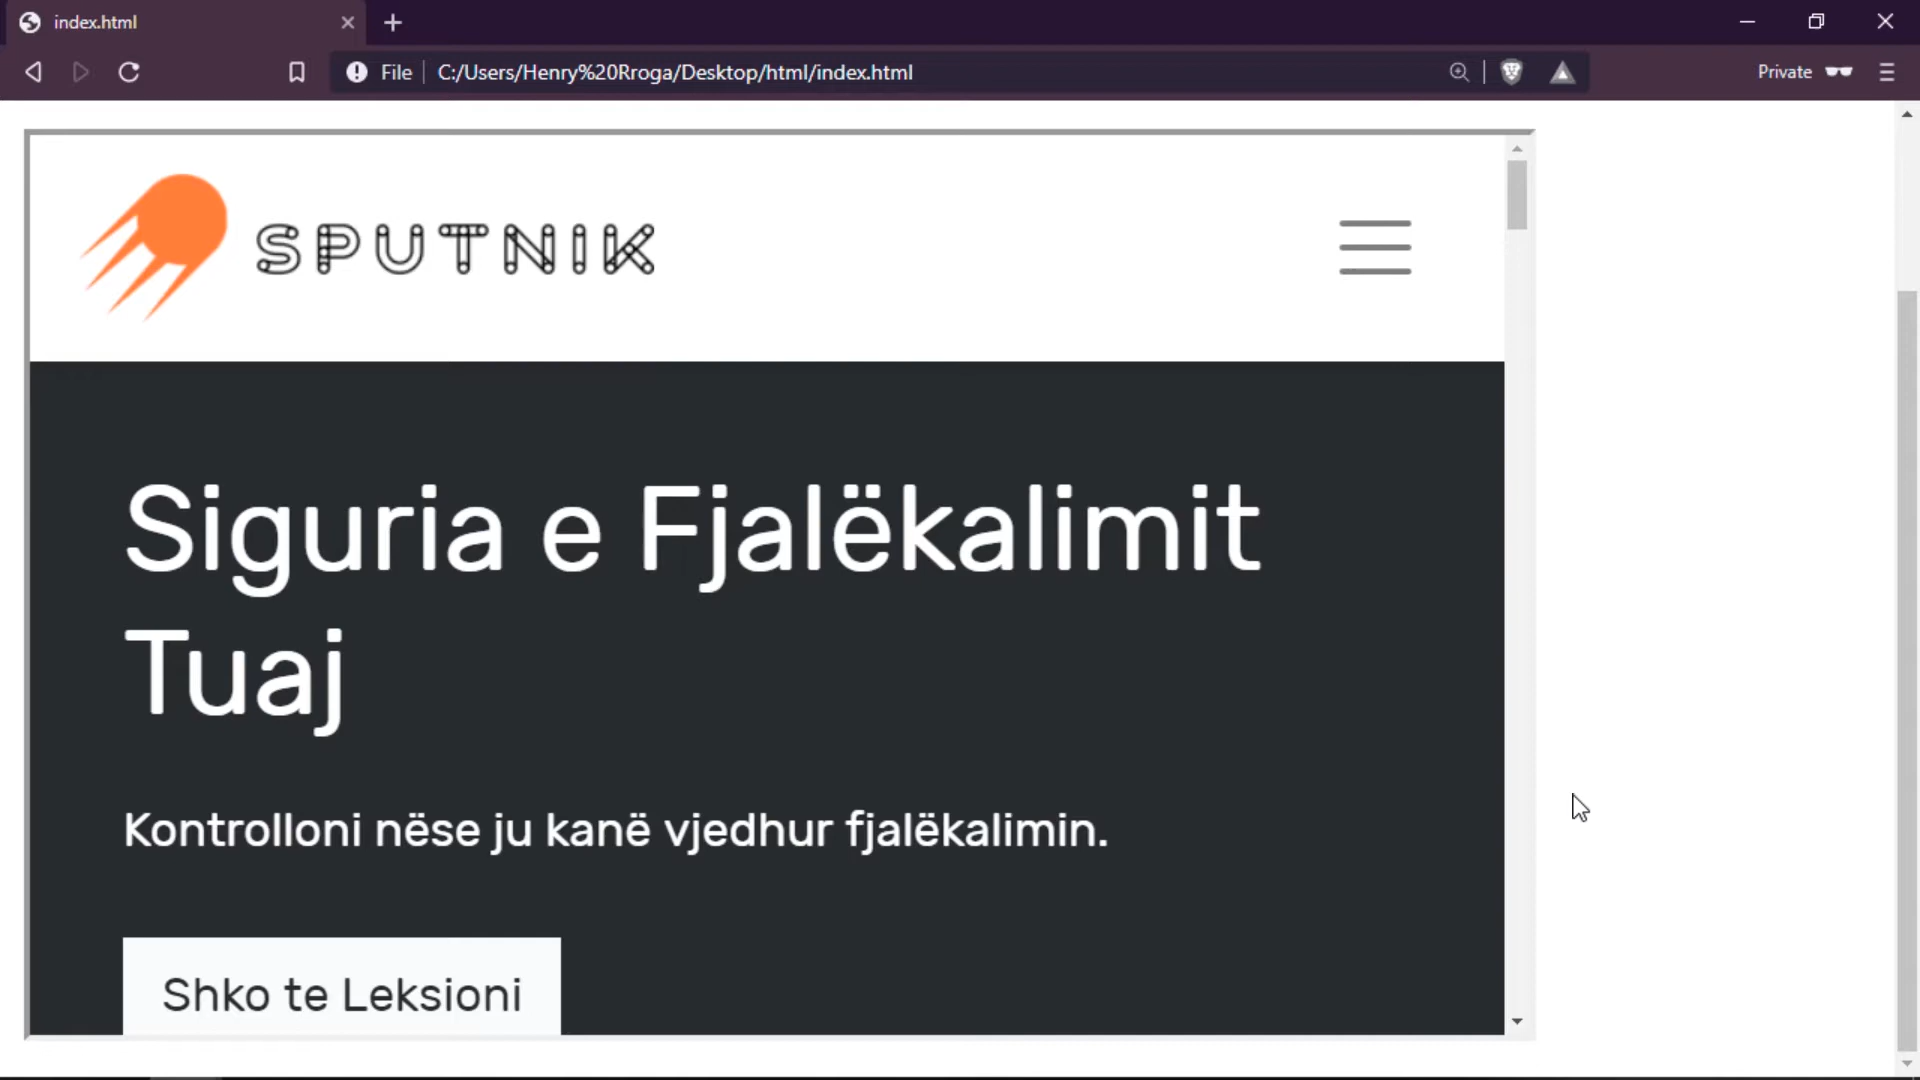 index.html
File C:/Users/Henry%20Rroga/Desktop/html/index.html
Private
SPUTNIK
Siguria e Fjalëkalimit
Tuaj
Kontrolloni nëse ju kanë vjedhur fjalëkalimin.
Shko te Leksioni